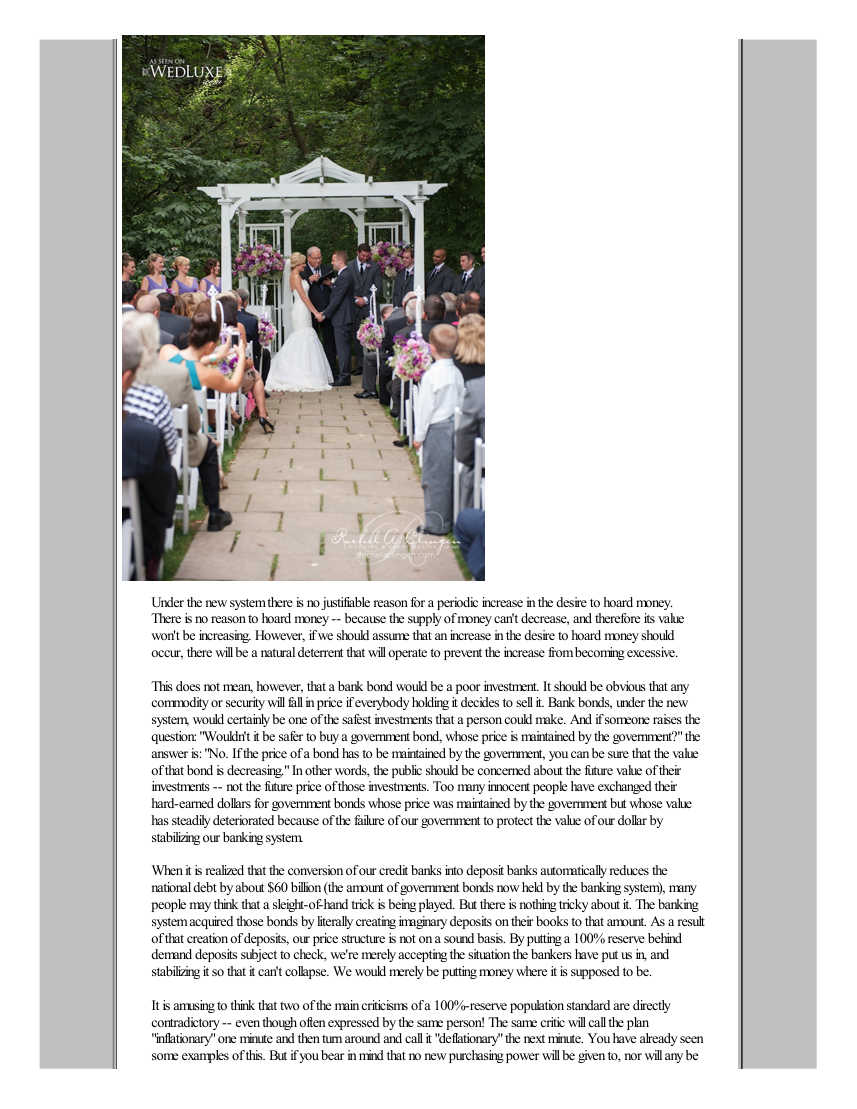 AS SEEN ON
WEDLUXE
Rachel A. Clingen
WEDDING & EVENT DESIGN
rachelaclingen.com
Under the new system there is no justifiable reason for a periodic increase in the desire to hoard money.
There is no reason to hoard money -- because the supply of money can't decrease, and therefore its value
won't be increasing. However, if we should assume that an increase in the desire to hoard money should
occur, there will be a natural deterrent that will operate to prevent the increase from becoming excessive.
This does not mean, however, that a bank bond would be a poor investment. It should be obvious that any
commodity or security will fall in price if everybody holding it decides to sell it. Bank bonds, under the new
system, would certainly be one of the safest investments that a person could make. And if someone raises the
question: "Wouldn't it be safer to buy a government bond, whose price is maintained by the government?" the
answer is: "No. If the price of a bond has to be maintained by the government, you can be sure that the value
of that bond is decreasing." In other words, the public should be concerned about the future value of their
investments -- not the future price of those investments. Too many innocent people have exchanged their
hard-earned dollars for government bonds whose price was maintained by the government but whose value
has steadily deteriorated because of the failure of our government to protect the value of our dollar by
stabilizing our banking system.
When it is realized that the conversion of our credit banks into deposit banks automatically reduces the
national debt by about $60 billion (the amount of government bonds now held by the banking system), many
people may think that a sleight-of-hand trick is being played. But there is nothing tricky about it. The banking
system acquired those bonds by literally creating imaginary deposits on their books to that amount. As a result
of that creation of deposits, our price structure is not on a sound basis. By putting a 100% reserve behind
demand deposits subject to check, we're merely accepting the situation the bankers have put us in, and
stabilizing it so that it can't collapse. We would merely be putting money where it is supposed to be.
It is amusing to think that two of the main criticisms of a 100%-reserve population standard are directly
contradictory -- even though often expressed by the same person! The same critic will call the plan
"inflationary" one minute and then turn around and call it "deflationary" the next minute. You have already seen
some examples of this. But if you bear in mind that no new purchasing power will be given to, nor will any be